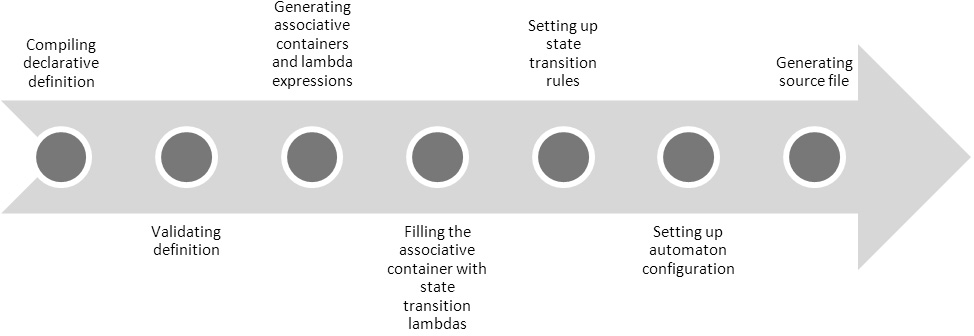 Compiling
declarative
definition
Validating
definition
Generating
associative
containers
and lambda
expressions
Filling the
associative
container with
state
transition
lambdas
Setting up
state
transition
rules
Setting up
automaton
configuration
Generating
source file